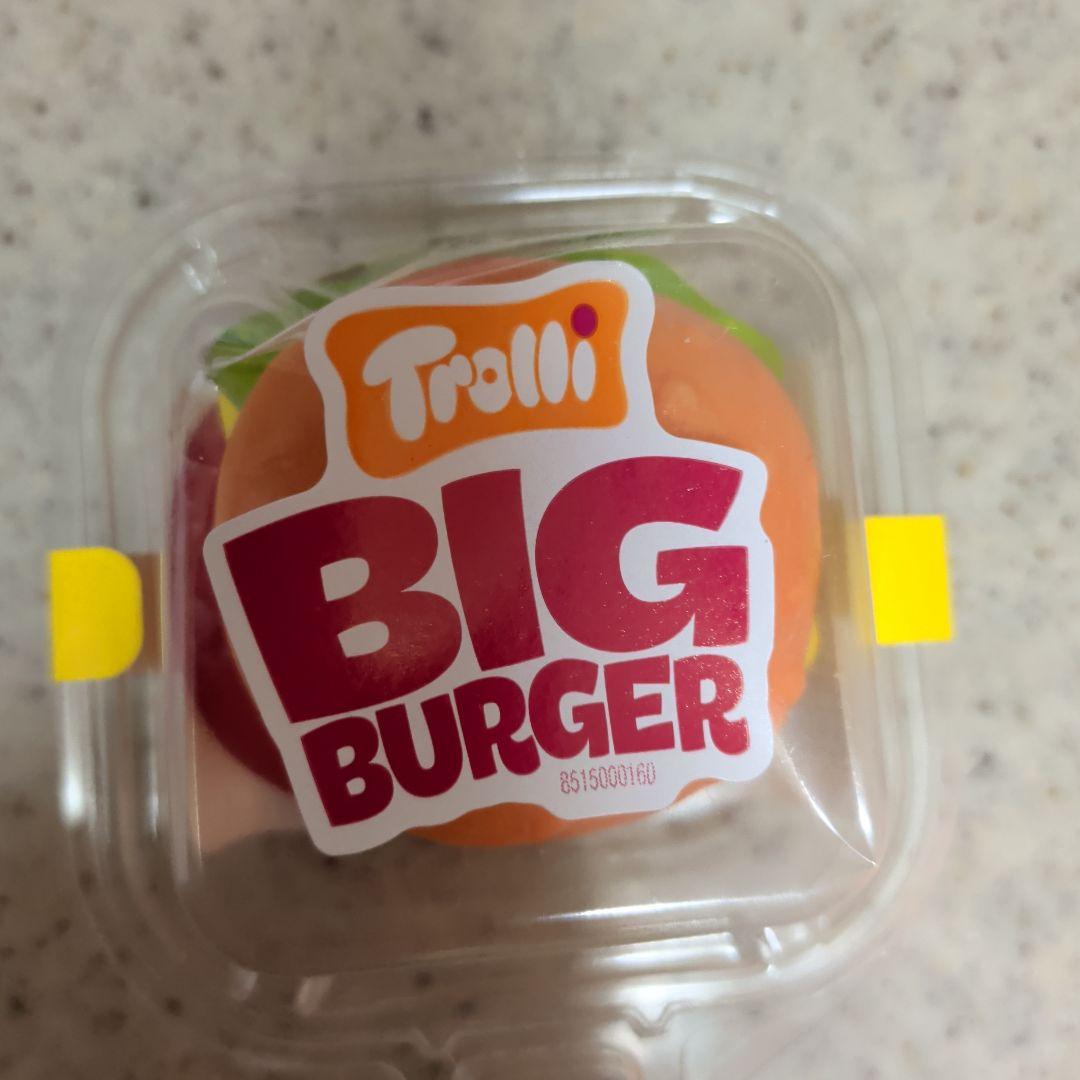 Trolli
BIG
BURGER
8515000160